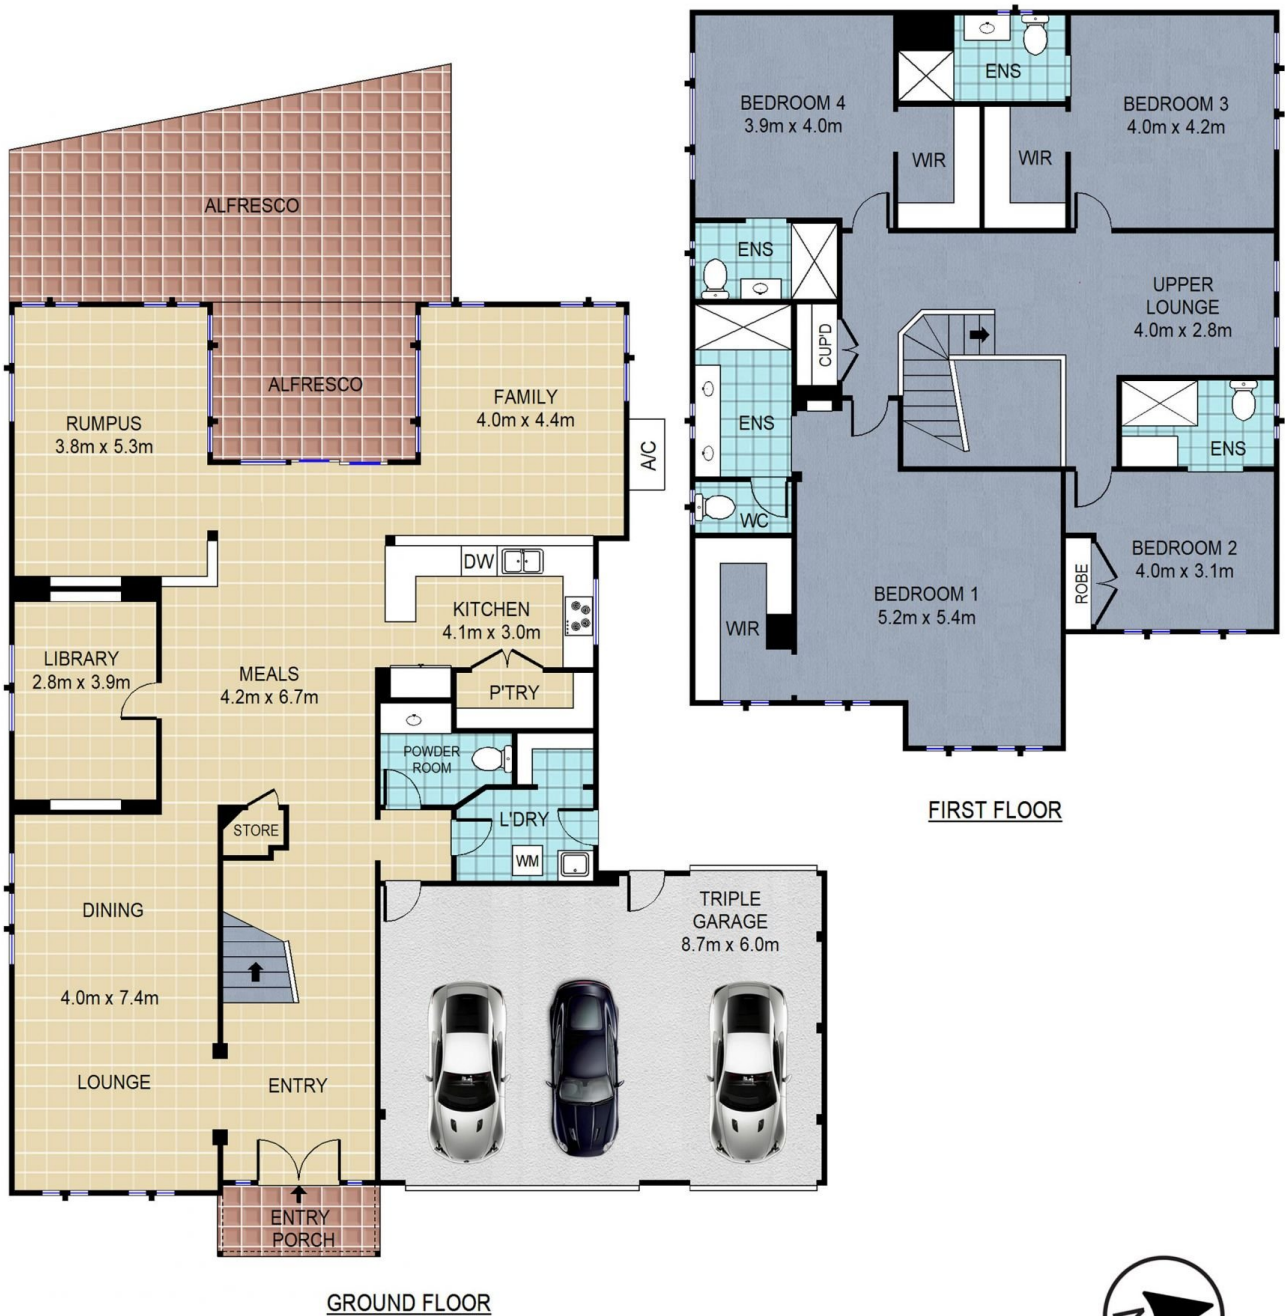 ALFRESCO
ALFRESCO
RUMPUS
3.8m x 5.3m
FAMILY
4.0m x 4.4m
A/C
DW
KITCHEN
4.1m x 3.0m
P'TRY
LIBRARY
2.8m x 3.9m
MEALS
4.2m x 6.7m
POWDER
ROOM
L'DRY
WM
STORE
DINING
4.0m x 7.4m
LOUNGE
ENTRY
TRIPLE
GARAGE
8.7m x 6.0m
ENTRY
PORCH
GROUND FLOOR
BEDROOM 4
3.9m x 4.0m
ENS
BEDROOM 3
4.0m x 4.2m
WIR
WIR
ENS
UPPER
LOUNGE
4.0m x 2.8m
CUP'D
ENS
ENS
WC
BEDROOM 1
5.2m x 5.4m
BEDROOM 2
4.0m x 3.1m
ROBE
WIR
FIRST FLOOR